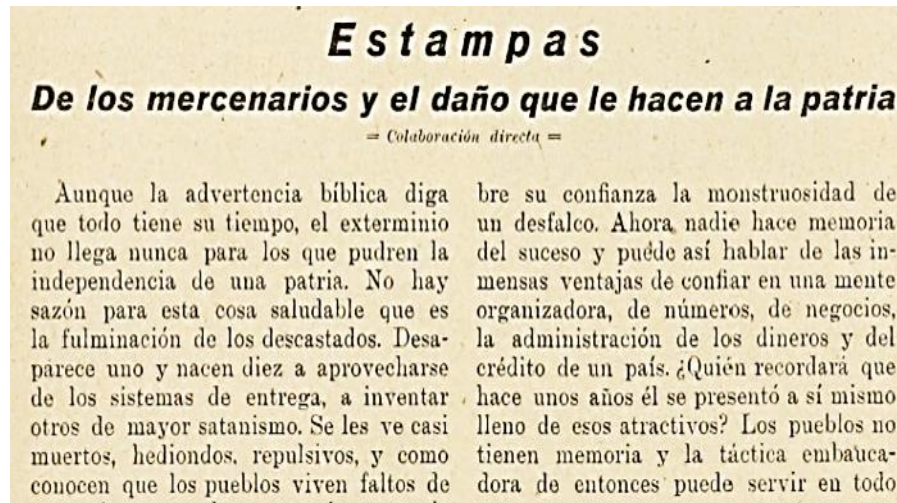 Estampas
De los mercenarios y el daño que le hacen a la patria
= Colaboración directa =
Aunque la advertencia bíblica diga
que todo tiene su tiempo, el exterminio
no llega nunca para los que pudren la
independencia de una patria. No hay
sazón para esta cosa saludable que es
la fulminación de los descastados. Desa-
parece uno y nacen diez a aprovecharse
de los sistemas de entrega, a inventar
otros de mayor satanismo. Se les ve casi
muertos, hediondos, repulsivos, y como
conocen que los pueblos viven faltos de
bre su confianza la monstruosidad de
un desfalco. Ahora nadie hace memoria
del suceso y puede así hablar de las in-
mensas ventajas de confiar en una mente
organizadora, de números, de negocios,
la administración de los dineros y del
crédito de un país. ¿Quién recordará que
hace unos años él se presentó a sí mismo
lleno de esos atractivos? Los pueblos no
tienen memoria y la táctica embauca-
dora de entonces puede servir en todo